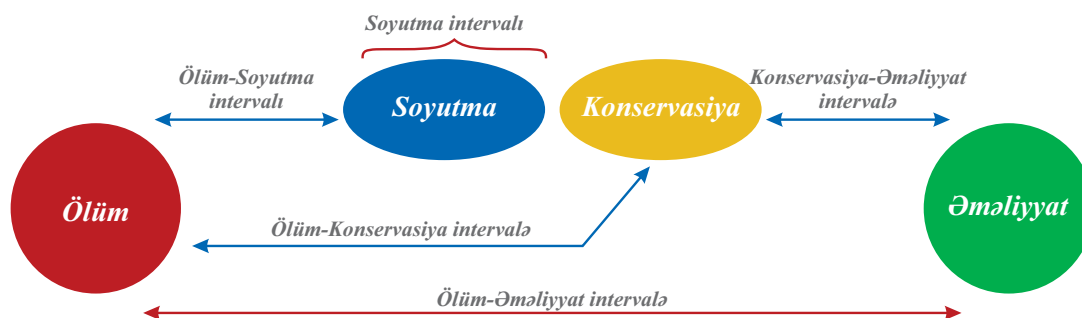 Soyutma intervalı
Ölüm-Soyutma
intervalı
Soyutma
Konservasiya
Konservasiya-Əməliyyat
intervalə
Ölüm
Əməliyyat
Ölüm-Konservasiya intervalə
Ölüm-Əməliyyat intervalə